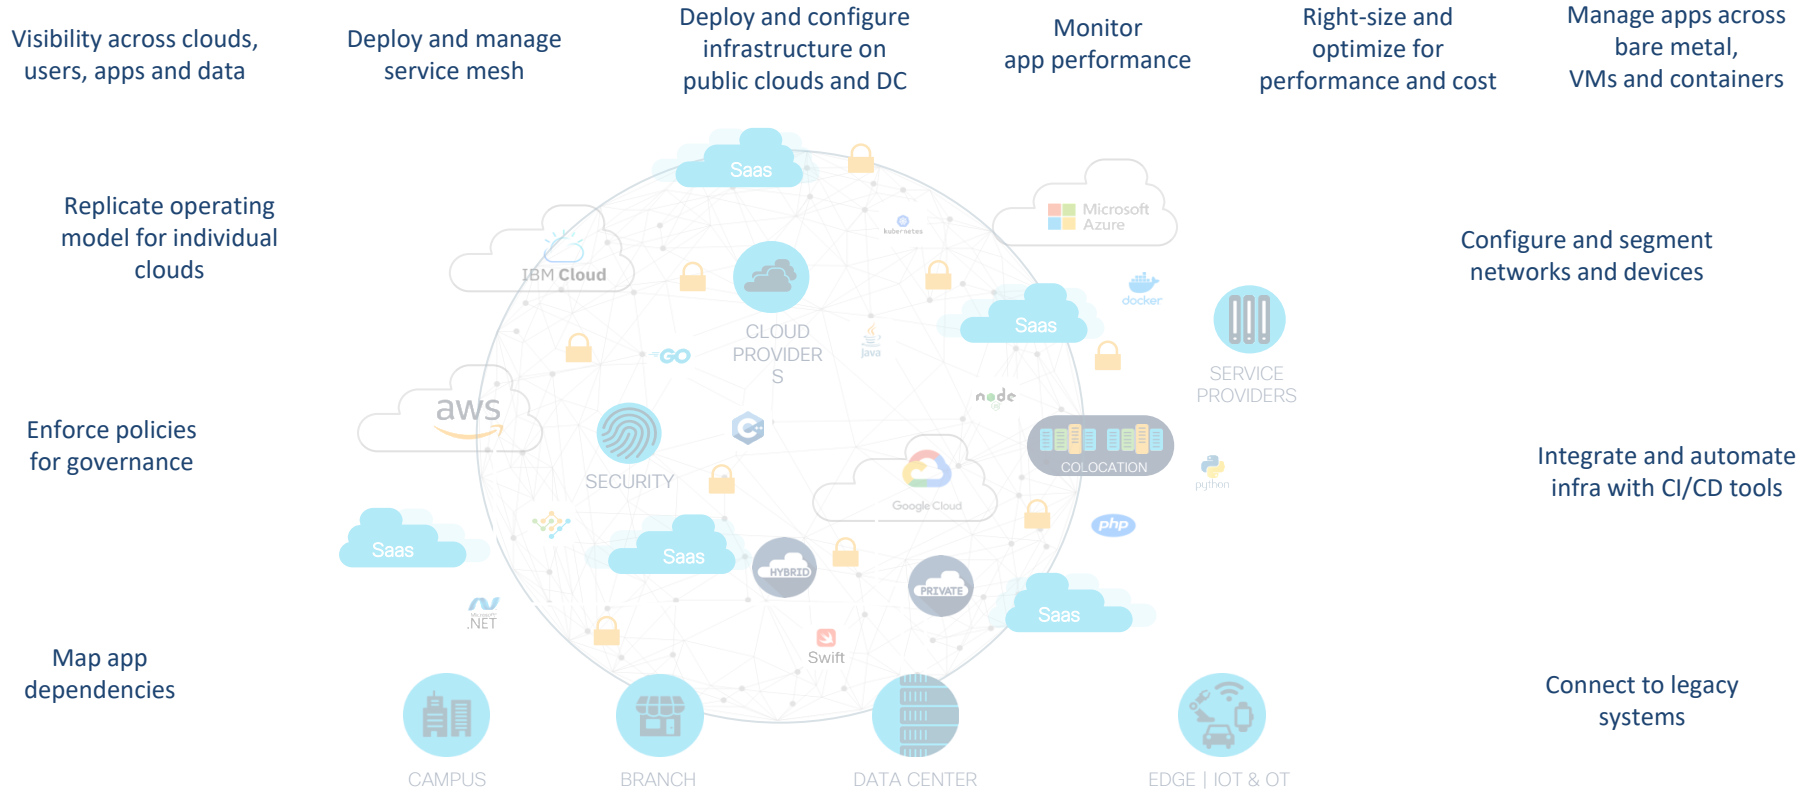 Visibility across clouds,
users, apps and data
Deploy and manage
service mesh
Deploy and configure
infrastructure on
public clouds and DC
Monitor
app performance
Right-size and
optimize for
performance and cost
Manage apps across
bare metal,
VMs and containers
Replicate operating
model for individual
clouds
Configure and segment
networks and devices
Enforce policies
for governance
Integrate and automate
infra with CI/CD tools
Map app
dependencies
Connect to legacy
systems
Saas
IBM Cloud
kubernetes
Microsoft
Azure
CLOUD
PROVIDER
S
GO
Java
Saas
docker
SERVICE
PROVIDERS
aws
node
JS
C++
SECURITY
COLOCATION
Google Cloud
python
php
Saas
Saas
HYBRID
PRIVATE
Saas
Microsoft
.NET
Swift
CAMPUS
BRANCH
DATA CENTER
EDGE | IOT & OT